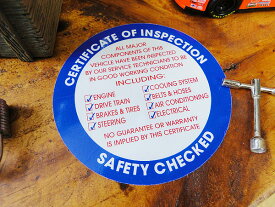 CERTIFICATE OF INSPECTION
ALL MAJOR
COMPONENTS OF THIS
VEHICLE HAVE BEEN INSPECTED
BY OUR SERVICE TECHNICIANS TO BE
IN GOOD WORKING CONDITION
INCLUDING:
ENGINE
DRIVE TRAIN
BRAKES & TIRES
STEERING
COOLING SYSTEM
BELTS & HOSES
AIR CONDITIONING
ELECTRICAL
NO GUARANTEE OR WARRANTY
IS IMPLIED BY THIS CERTIFICATE.
SAFETY CHECKED